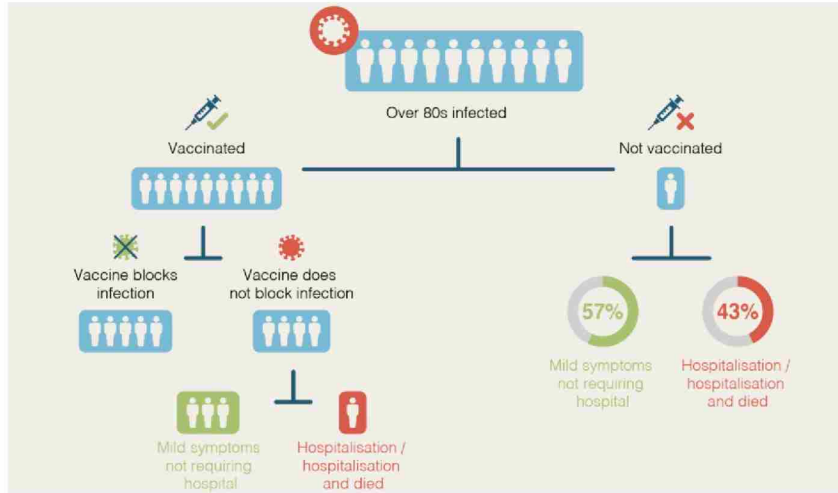 Over 80s infected
Vaccinated
Not vaccinated
Vaccine blocks
infection
Vaccine does
not block infection
57%
43%
Mild symptoms
not requiring
hospital
Hospitalisation /
hospitalisation
and died
Mild symptoms
not requiring
hospital
Hospitalisation /
hospitalisation
and died